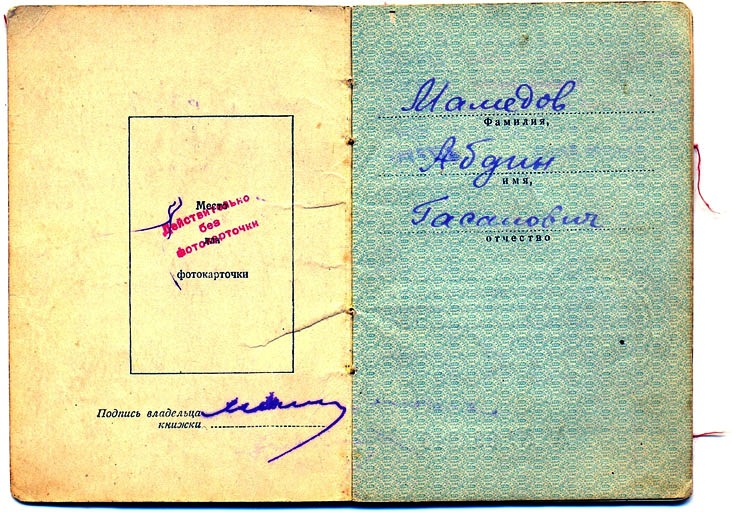 Место
для
фотокарточки
Действительно
без
фотокарточки
Подпись владельца
книжки
Мамедов
Фамилия,
Абдин
имя,
Гасанович
отчество